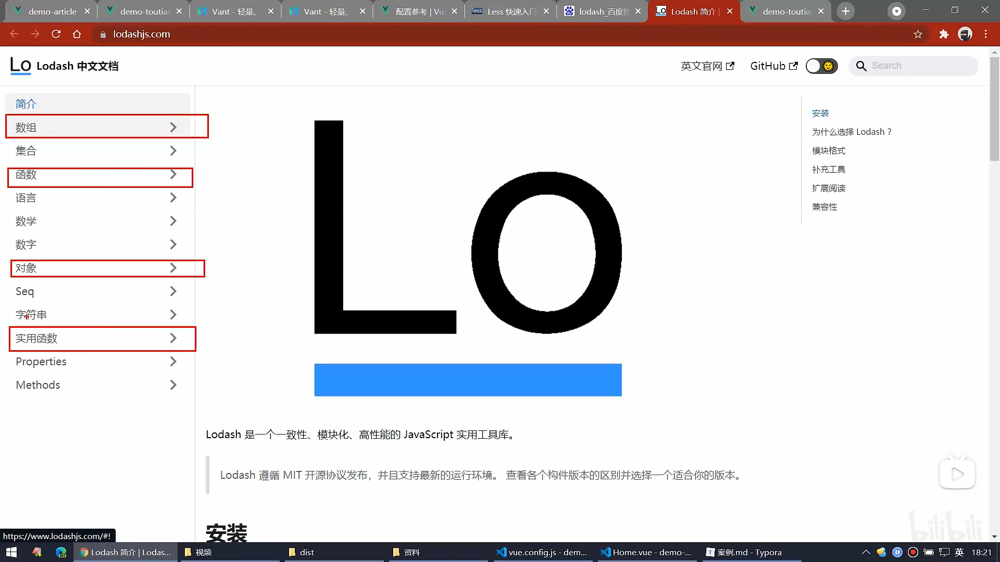 demo-article
demo-toutia
Vant - 轻量、
Vant - 轻量、
配置参考 | Vu
less
Less 快速入门
lodash_百度搜
Lo
Lodash 简介 |
demo-toutia
lodashjs.com
Lo
Lodash 中文文档
英文官网
GitHub
Search
简介
数组
集合
函数
语言
数学
数字
对象
Seq
字符串
实用函数
Properties
Methods
Lo
安装
为什么选择 Lodash ?
模块格式
补充工具
扩展阅读
兼容性
Lodash 是一个一致性、模块化、高性能的 JavaScript 实用工具库。
Lodash 遵循 MIT 开源协议发布，并且支持最新的运行环境。 查看各个构件版本的区别并选择一个适合你的版本。
安装
bilibili
https://www.lodashjs.com/#!
DEV
Lodash 简介 | Lodas...
视频
dist
资料
vue.config.js - dem...
Home.vue - demo-...
T
案例.md - Typora
英
18:21